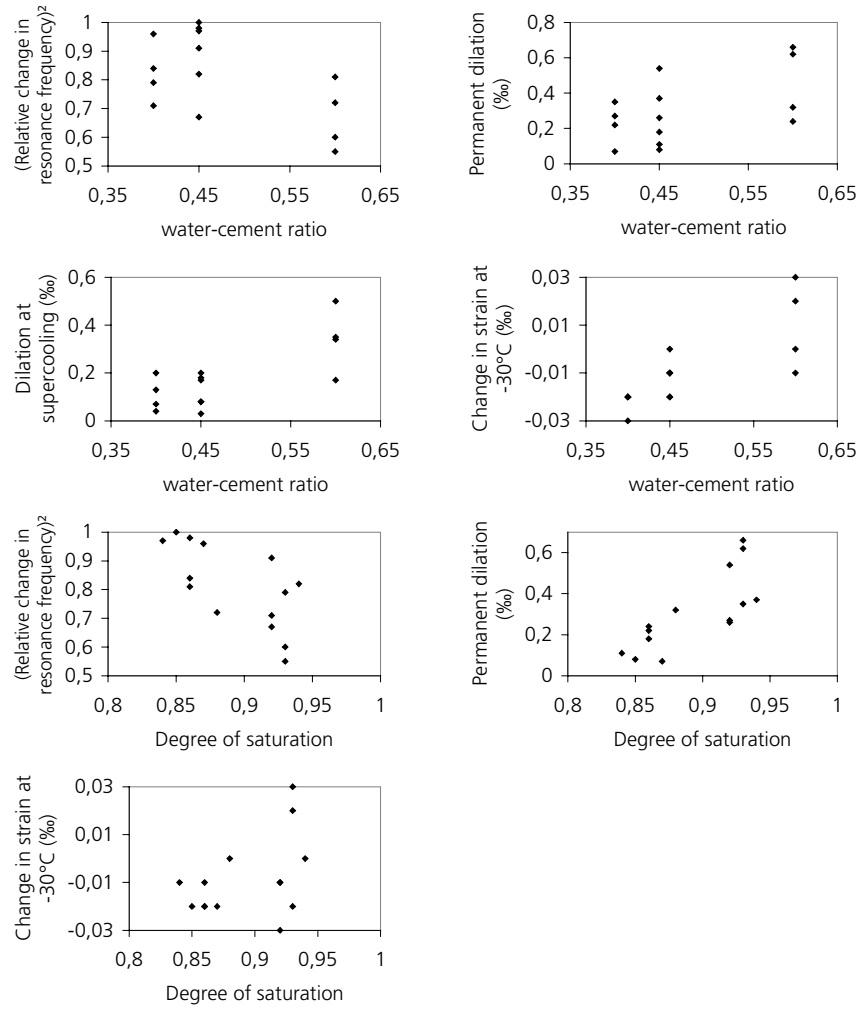 (Relative change in
resonance frequency)²
1
0,9
0,8
0,7
0,6
0,5
0,35 0,45 0,55 0,65
water-cement ratio
Permanent dilation
(‰)
0,8
0,6
0,4
0,2
0
0,35 0,45 0,55 0,65
water-cement ratio
Dilation at
supercooling (‰)
0,6
0,4
0,2
0
0,35 0,45 0,55 0,65
water-cement ratio
Change in strain at
-30°C (‰)
0,03
0,01
-0,01
-0,03
0,35 0,45 0,55 0,65
water-cement ratio
(Relative change in
resonance frequency)²
1
0,9
0,8
0,7
0,6
0,5
0,8 0,85 0,9 0,95 1
Degree of saturation
Permanent dilation
(‰)
0,6
0,4
0,2
0
0,8 0,85 0,9 0,95 1
Degree of saturation
Change in strain at
-30°C (‰)
0,03
0,01
-0,01
-0,03
0,8 0,85 0,9 0,95 1
Degree of saturation